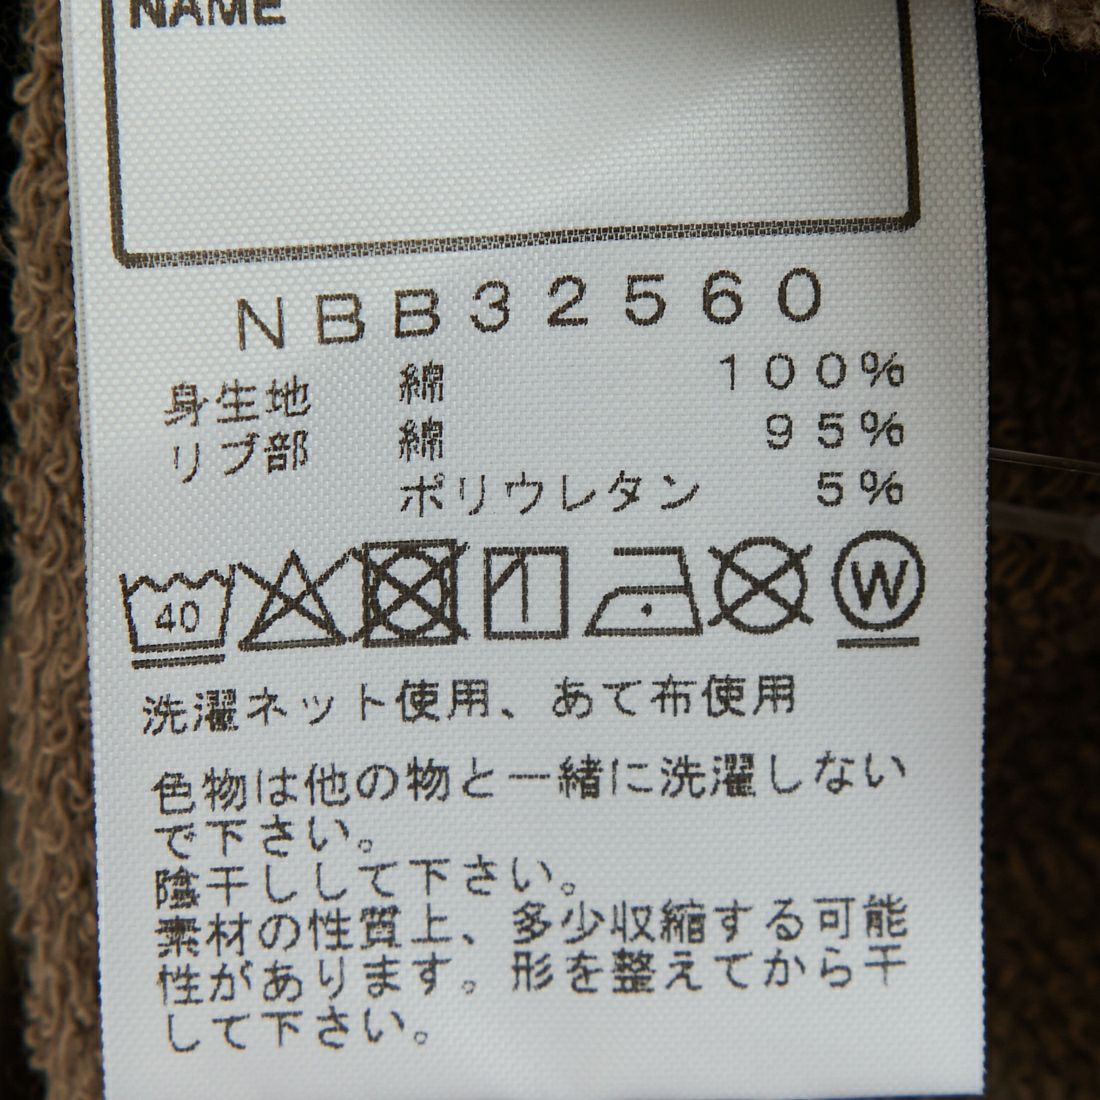 NAME
NBB32560
身生地 綿 100%
リブ部 綿 95%
ポリウレタン 5%
40 W
洗濯ネット使用、あて布使用
色物は他の物と一緒に洗濯しない
で下さい。
陰干しして下さい。
素材の性質上、多少収縮する可能
性があります。形を整えてから干
して下さい。